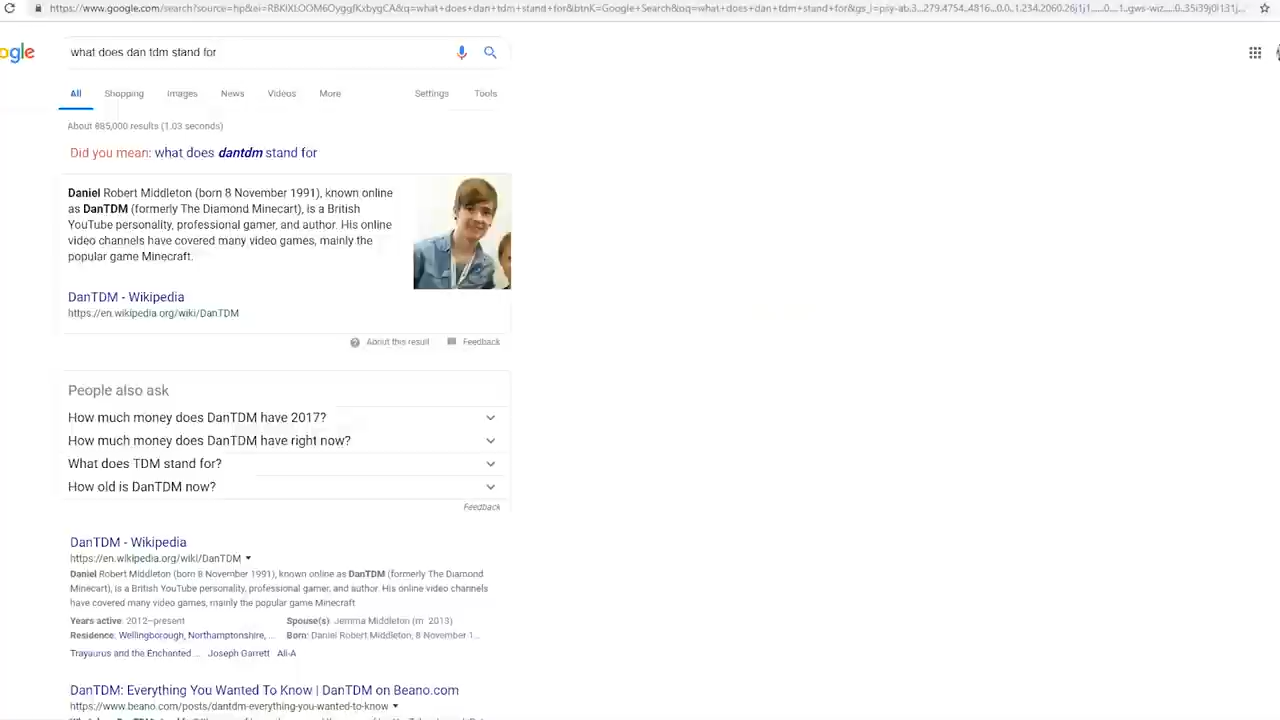 https://www.google.com/search?source=hp&ei=
ogle
what does dan tdm stand for
All Shopping Images News Videos More Settings Tools
About 885,000 results (1.03 seconds)
Did you mean: what does dantdm stand for
Daniel Robert Middleton (born 8 November 1991), known online
as DanTDM (formerly The Diamond Minecart), is a British
YouTube personality, professional gamer, and author. His online
video channels have covered many video games, mainly the
popular game Minecraft.
DanTDM - Wikipedia
https://en.wikipedia.org/wiki/DanTDM
About this result Feedback
People also ask
How much money does DanTDM have 2017?
How much money does DanTDM have right now?
What does TDM stand for?
How old is DanTDM now?
Feedback
DanTDM - Wikipedia
https://en.wikipedia.org/wiki/DanTDM
Daniel Robert Middleton (born 8 November 1991), known online as DanTDM (formerly The Diamond
Minecart), is a British YouTube personality, professional gamer, and author. His online video channels
have covered many video games, mainly the popular game Minecraft
Years active: 2012–present Spouse(s): Jemma Middleton (m. 2013)
Residence: Wellingborough, Northamptonshire, ... Born: Daniel Robert Middleton, 8 November 1...
Trayaurus and the Enchanted ... Joseph Garrett Ali-A
DanTDM: Everything You Wanted To Know | DanTDM on Beano.com
https://www.beano.com/posts/dantdm-everything-you-wanted-to-know